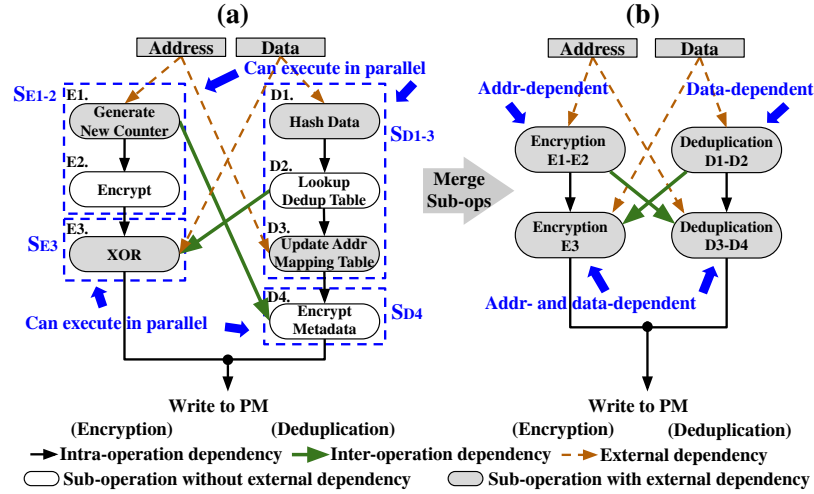 (a)
Address
Data
Can execute in parallel
SE1-2
E1.
Generate
New Counter
E2.
Encrypt
SE3
E3.
XOR
D1.
Hash Data
SD1-3
D2.
Lookup
Dedup Table
D3.
Update Addr
Mapping Table
D4.
Encrypt
Metadata
SD4
Can execute in parallel
Write to PM
(Encryption)
(Deduplication)
Merge
Sub-ops
(b)
Address
Data
Addr-dependent
Data-dependent
Encryption
E1-E2
Deduplication
D1-D2
Encryption
E3
Deduplication
D3-D4
Addr- and data-dependent
Write to PM
(Encryption)
(Deduplication)
Intra-operation dependency
Inter-operation dependency
External dependency
Sub-operation without external dependency
Sub-operation with external dependency